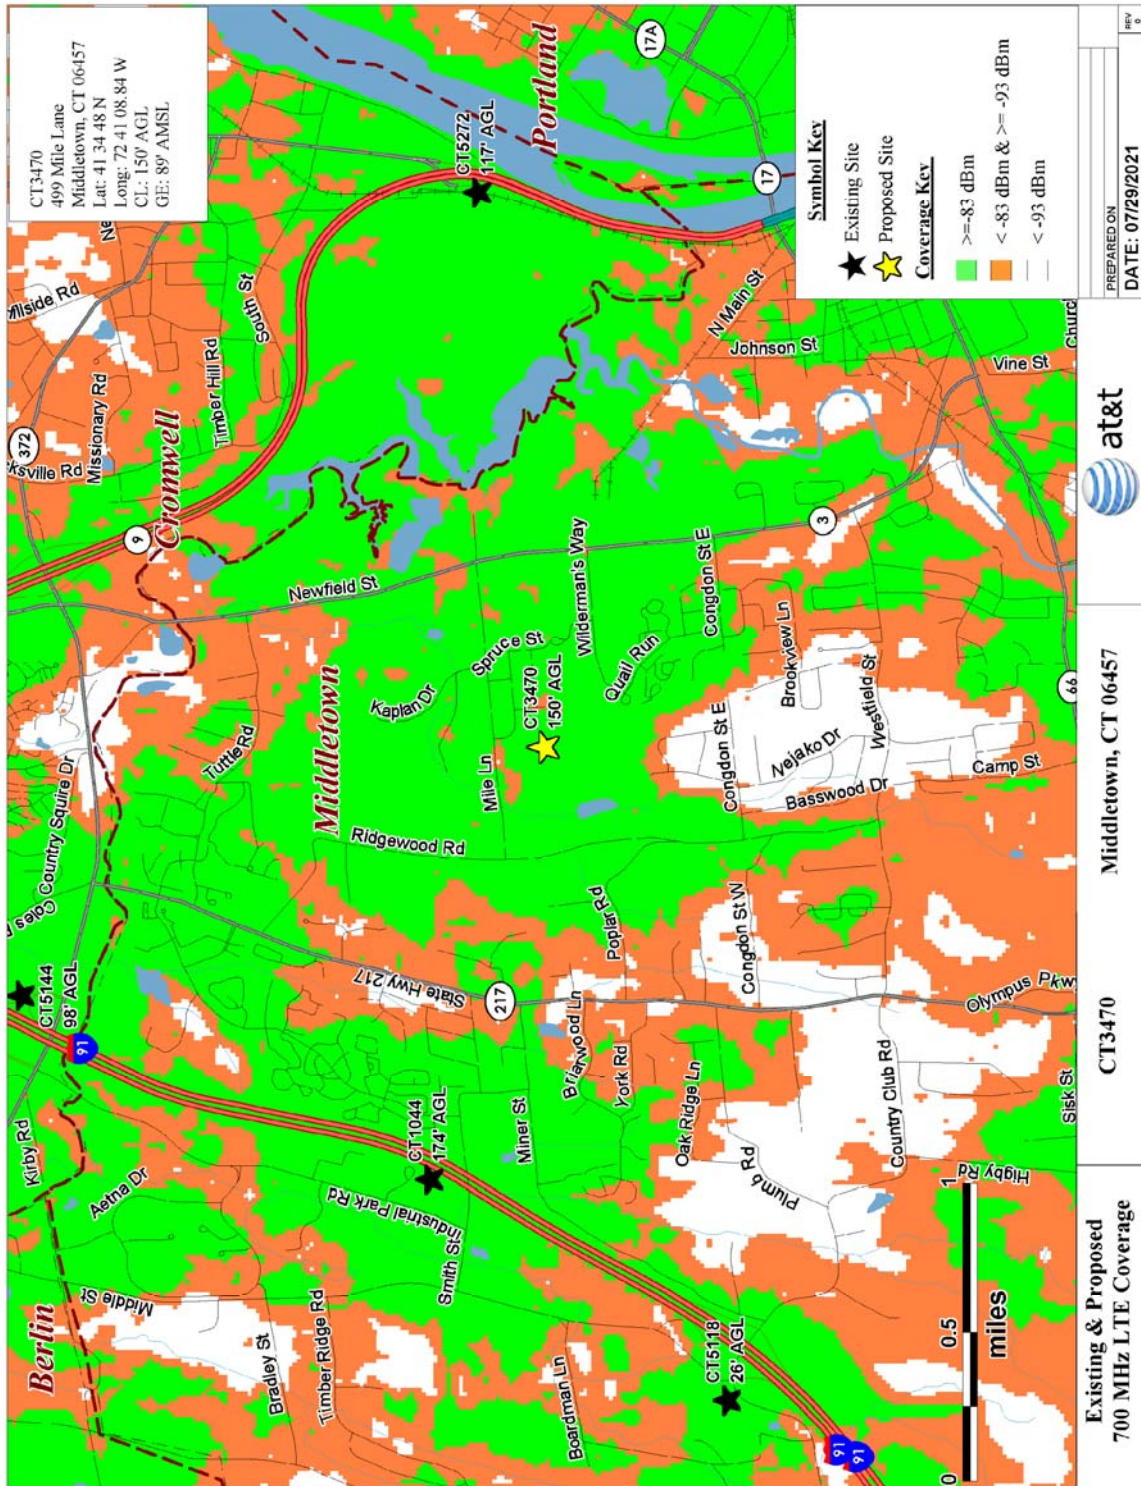 CT3470
499 Mile Lane
Middletown, CT 06457
Lat: 41 34 48 N
Long: 72 41 08.84 W
CL: 150' AGL
GE: 89' AMSL
Berlin
Cromwell
Portland
Middletown
Kirby Rd
Aetna Dr
Middle St
Bradley St
Timber Ridge Rd
Industrial Park Rd
Smith St
Boardman Ln
Miner St
Briarwood Ln
York Rd
Oak Ridge Ln
Plumb Rd
Country Club Rd
Higby Rd
Sisk St
Olympus Pkwy
Congdon St W
Poplar Rd
State Hwy 217
217
Country Squire Dr
Tuttle Rd
Ridgewood Rd
Mile Ln
Kaplan Dr
Spruce St
Newfield St
Wilderman's Way
Quail Run
Congdon St E
Congdon St E
Brookview Ln
Nejako Dr
Westfield St
Basswood Dr
Camp St
Missionary Rd
Timber Hill Rd
South St
ksville Rd
illside Rd
N Main St
Johnson St
Vine St
Church
372
9
3
66
17
17A
91
91
91
CT5144
98' AGL
CT1044
174' AGL
CT5118
26' AGL
CT3470
150' AGL
CT5272
117' AGL
0
0.5
1
miles
Symbol Key
Existing Site
Proposed Site
Coverage Key
>=-83 dBm
< -83 dBm & >= -93 dBm
< -93 dBm
Existing & Proposed
700 MHz LTE Coverage
CT3470
Middletown, CT 06457
at&t
PREPARED ON
DATE: 07/29/2021
REV
0